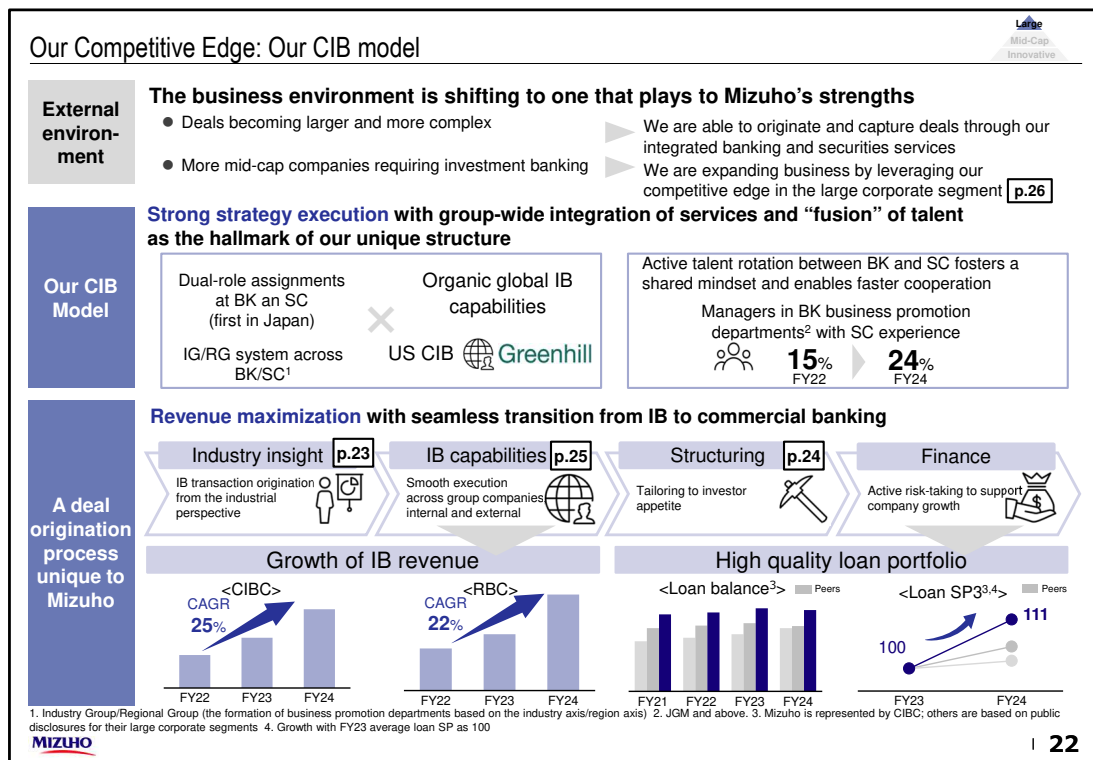 Our Competitive Edge: Our CIB model
Large
Mid-Cap
Innovative
External
environ-
ment
The business environment is shifting to one that plays to Mizuho's strengths
● Deals becoming larger and more complex
We are able to originate and capture deals through our
integrated banking and securities services
● More mid-cap companies requiring investment banking
We are expanding business by leveraging our
competitive edge in the large corporate segment p.26
Our CIB
Model
Strong strategy execution with group-wide integration of services and “fusion” of talent
as the hallmark of our unique structure
Dual-role assignments
at BK an SC
(first in Japan)
IG/RG system across
BK/SC1
Organic global IB
capabilities
US CIB Greenhill
Active talent rotation between BK and SC fosters a
shared mindset and enables faster cooperation
Managers in BK business promotion
departments2 with SC experience
15% 24%
FY22 FY24
A deal
origination
process
unique to
Mizuho
Revenue maximization with seamless transition from IB to commercial banking
Industry insight p.23
IB transaction origination
from the industrial
perspective
IB capabilities p.25
Smooth execution
across group companies
internal and external
Structuring p.24
Tailoring to investor
appetite
Finance
Active risk-taking to support
company growth
Growth of IB revenue
<CIBC>
CAGR
25%
FY22 FY23 FY24
<RBC>
CAGR
22%
FY22 FY23 FY24
High quality loan portfolio
<Loan balance3> Peers
FY21 FY22 FY23 FY24
<Loan SP33,4> Peers
100
111
FY23 FY24
1. Industry Group/Regional Group (the formation of business promotion departments based on the industry axis/region axis) 2. JGM and above. 3. Mizuho is represented by CIBC; others are based on public
disclosures for their large corporate segments 4. Growth with FY23 average loan SP as 100
MIZUHO
22